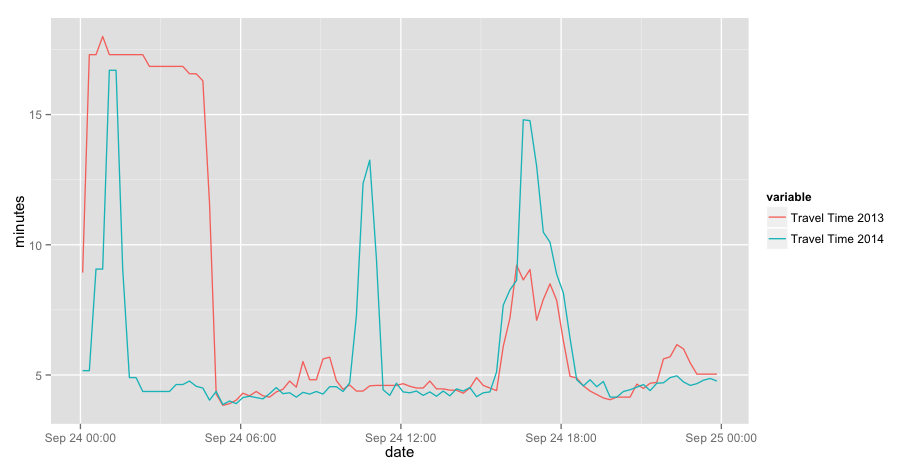 15
10
5
minutes
Sep 24 00:00
Sep 24 06:00
Sep 24 12:00
Sep 24 18:00
Sep 25 00:00
date
variable
Travel Time 2013
Travel Time 2014